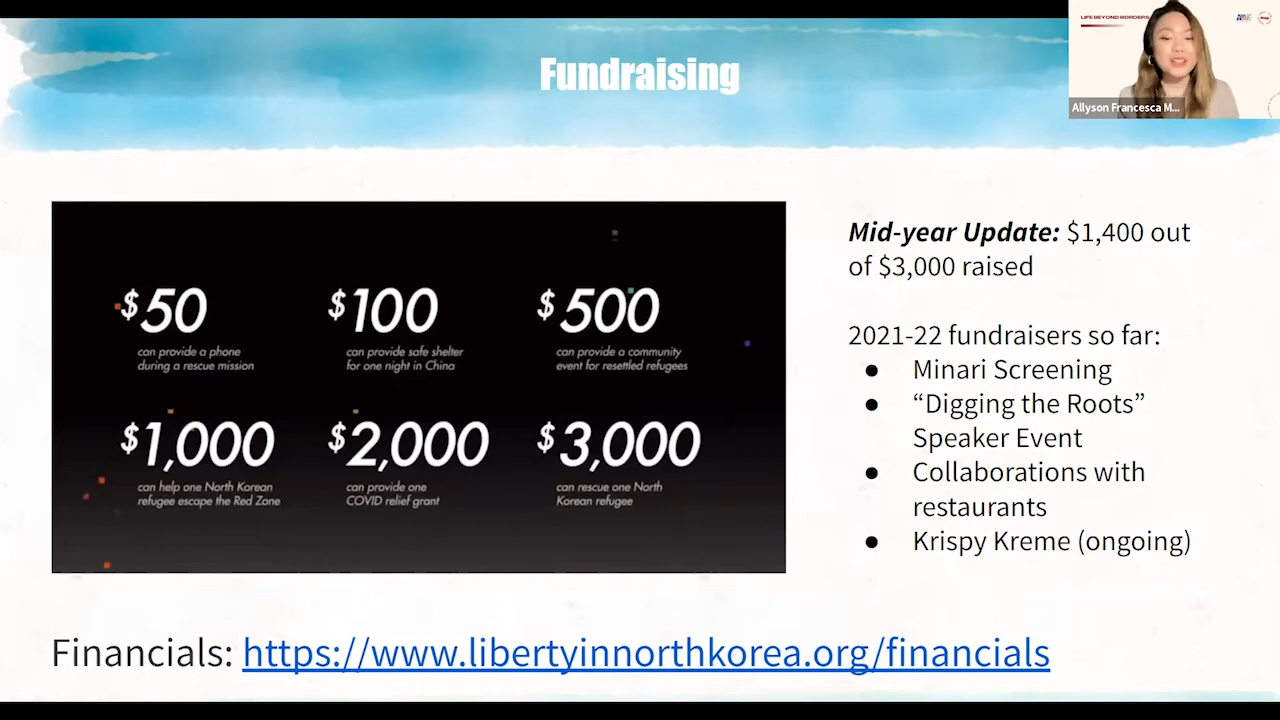 Fundraising
LIFE BEYOND BORDERS
Allyson Francesca M...
$50
can provide a phone
during a rescue mission
$100
can provide safe shelter
for one night in China
$500
can provide a community
event for resettled refugees
$1,000
can help one North Korean
refugee escape the Red Zone
$2,000
can provide one
COVID relief grant
$3,000
can rescue one North
Korean refugee
Mid-year Update: $1,400 out
of $3,000 raised
2021-22 fundraisers so far:
● Minari Screening
● “Digging the Roots”
Speaker Event
● Collaborations with
restaurants
● Krispy Kreme (ongoing)
Financials: https://www.libertyinnorthkorea.org/financials